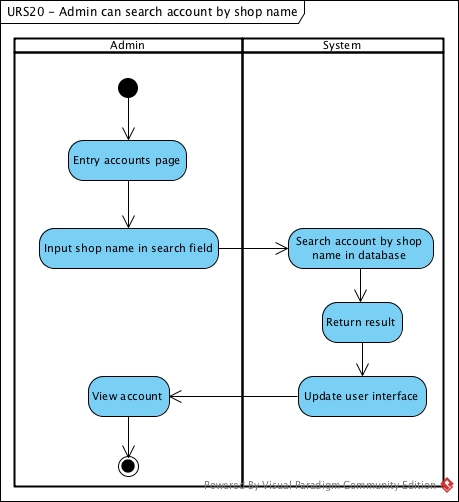 URS20 – Admin can search account by shop name
Admin
System
Entry accounts page
Input shop name in search field
Search account by shop
name in database
Return result
View account
Update user interface
Powered By Visual Paradigm Community Edition